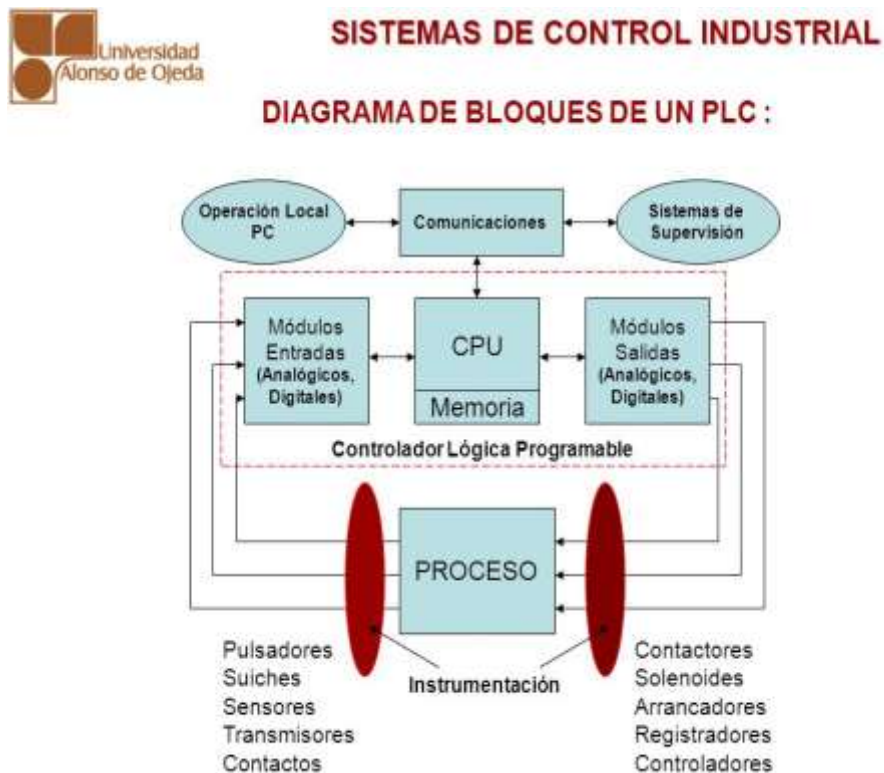 Universidad
Alonso de Ojeda
SISTEMAS DE CONTROL INDUSTRIAL
DIAGRAMA DE BLOQUES DE UN PLC :
Operación Local
PC
Comunicaciones
Sistemas de
Supervisión
Módulos
Entradas
(Analógicos,
Digitales)
CPU
Memoria
Módulos
Salidas
(Analógicos,
Digitales)
Controlador Lógica Programable
PROCESO
Pulsadores
Suiches
Sensores
Transmisores
Contactos
Instrumentación
Contactores
Solenoides
Arrancadores
Registradores
Controladores